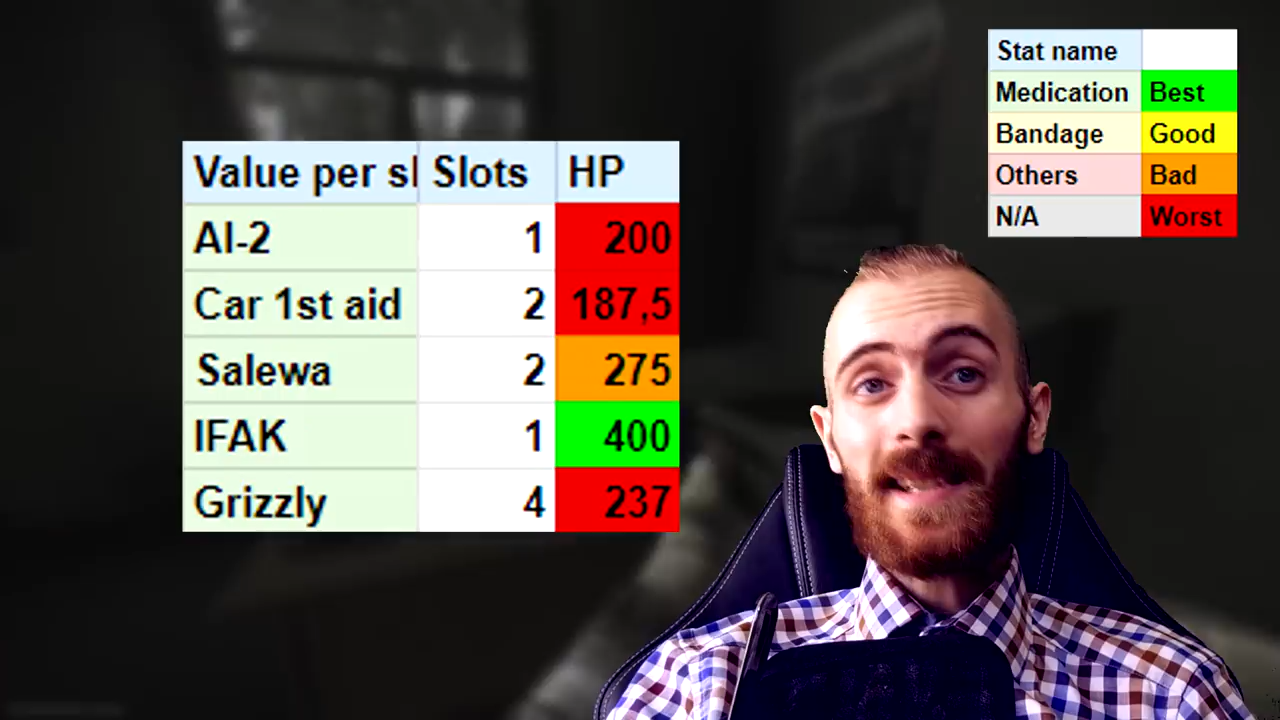 Value per sl Slots HP
AI-2 1 200
Car 1st aid 2 187,5
Salewa 2 275
IFAK 1 400
Grizzly 4 237
Stat name
Medication Best
Bandage Good
Others Bad
N/A Worst